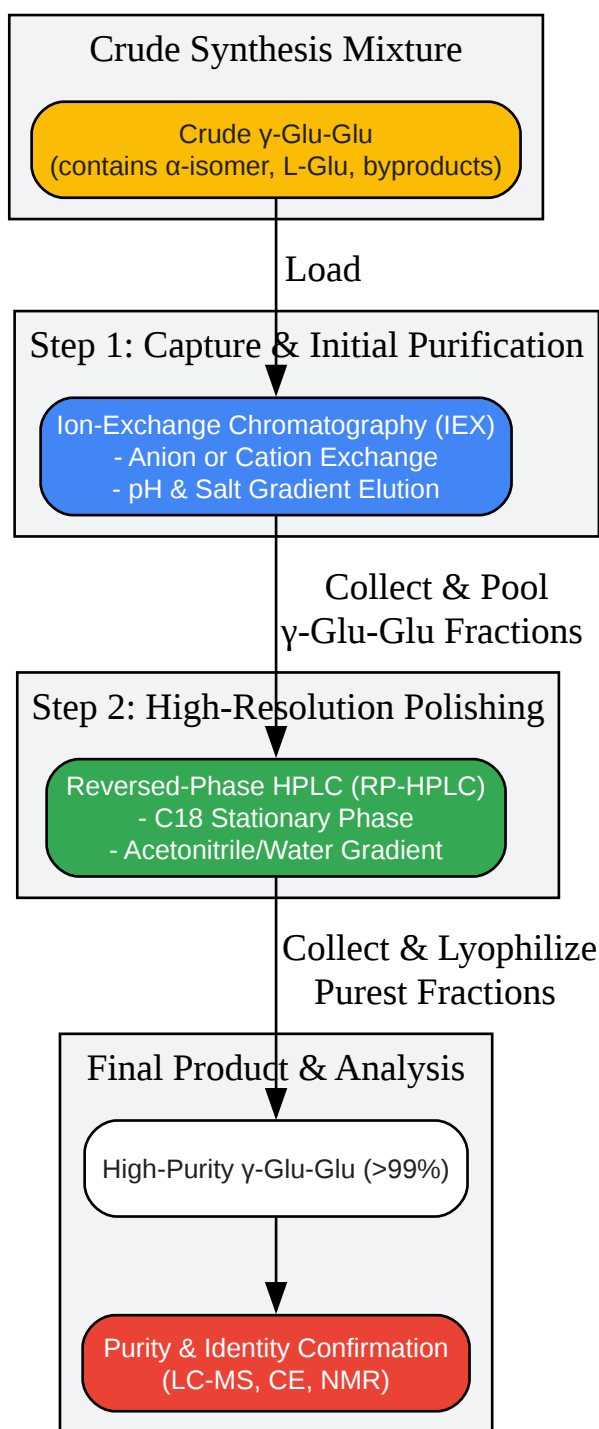 Crude Synthesis Mixture
Crude γ-Glu-Glu
(contains α-isomer, L-Glu, byproducts)
Load
Step 1: Capture & Initial Purification
Ion-Exchange Chromatography (IEX)
- Anion or Cation Exchange
- pH & Salt Gradient Elution
Collect & Pool
γ-Glu-Glu Fractions
Step 2: High-Resolution Polishing
Reversed-Phase HPLC (RP-HPLC)
- C18 Stationary Phase
- Acetonitrile/Water Gradient
Collect & Lyophilize
Purest Fractions
Final Product & Analysis
High-Purity γ-Glu-Glu (>99%)
Purity & Identity Confirmation
(LC-MS, CE, NMR)